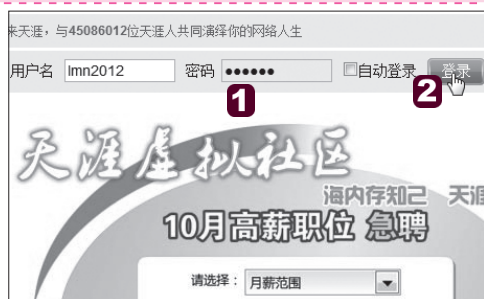 来天涯，与45086012位天涯人共同演绎你的网络人生
用户名 lmn2012 密码 ●●●●●● 自动登录 登录
1 2
天涯虚拟社区
海内存知己 天涯
10月高薪职位 急聘
请选择： 月薪范围